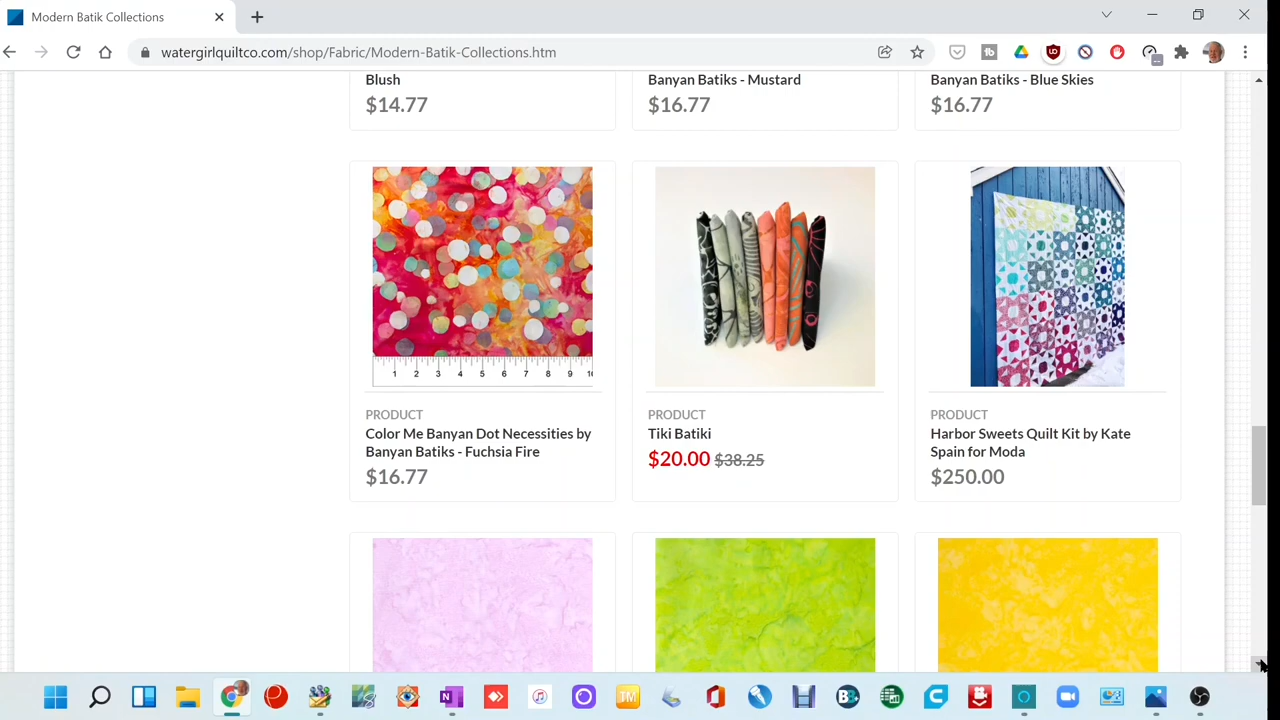 Modern Batik Collections
watergirlquiltco.com/shop/Fabric/Modern-Batik-Collections.htm
Blush
$14.77
Banyan Batiks - Mustard
$16.77
Banyan Batiks - Blue Skies
$16.77
1 2 3 4 5 6 7 8 9
PRODUCT
Color Me Banyan Dot Necessities by
Banyan Batiks - Fuchsia Fire
$16.77
PRODUCT
Tiki Batiki
$20.00 $38.25
PRODUCT
Harbor Sweets Quilt Kit by Kate
Spain for Moda
$250.00